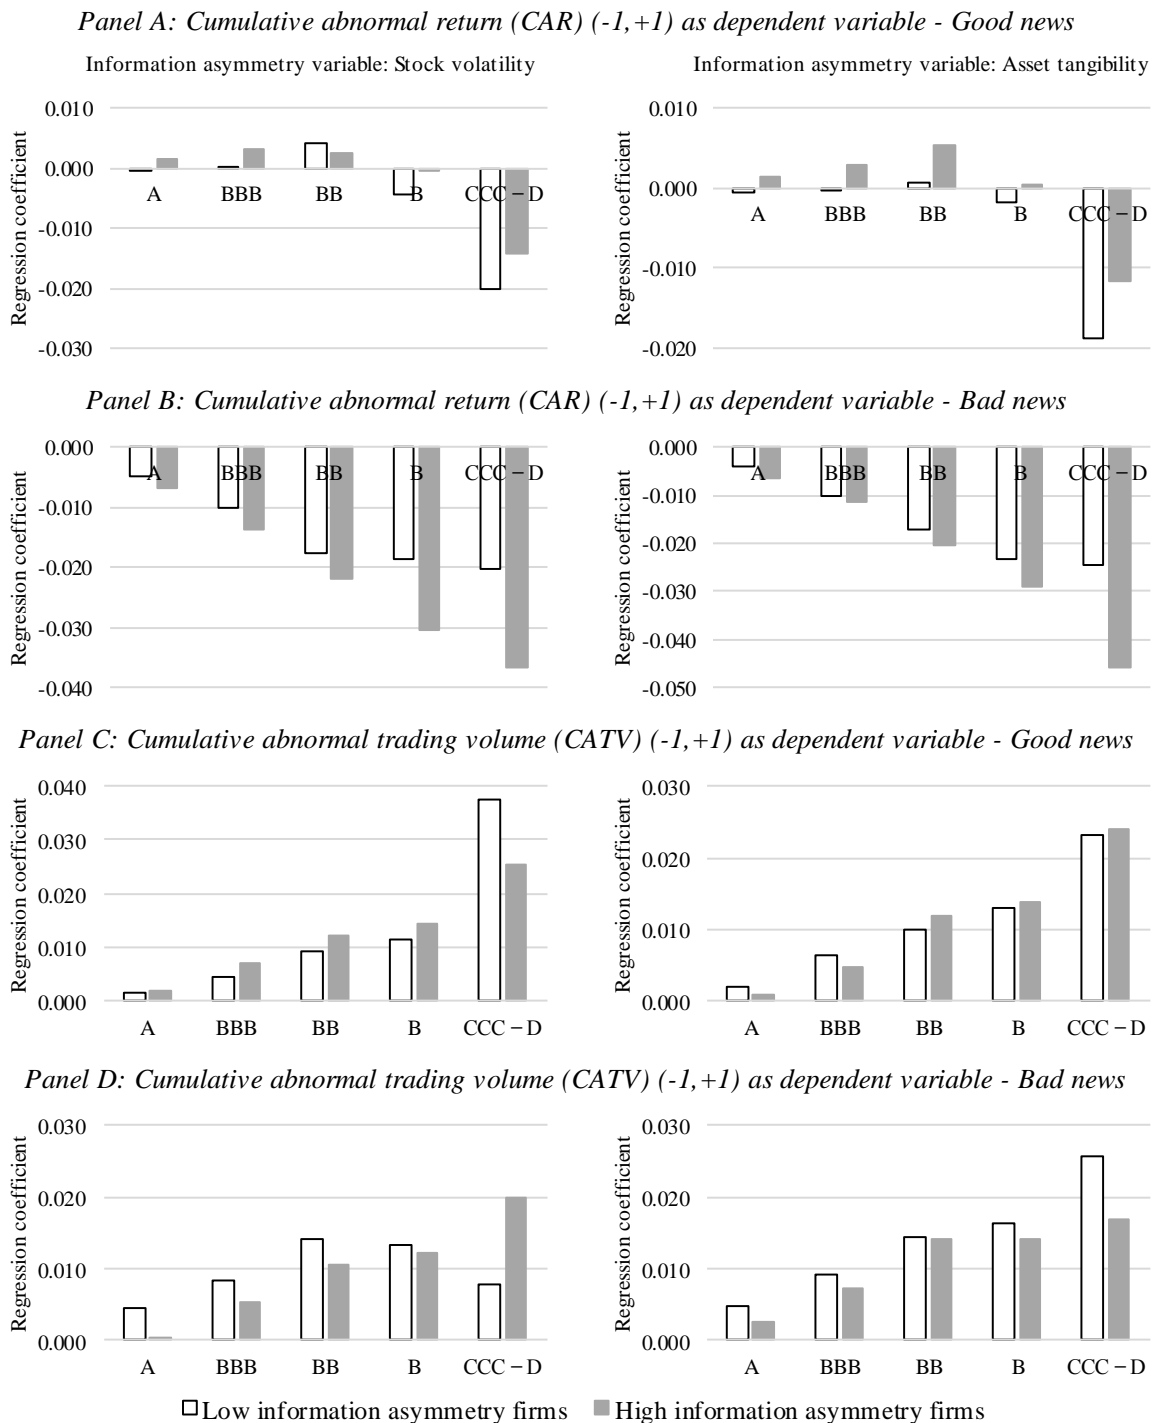 Panel A: Cumulative abnormal return (CAR) (-1,+1) as dependent variable - Good news
Information asymmetry variable: Stock volatility
Regression coefficient
0.010
0.000
-0.010
-0.020
-0.030
A BBB BB B CCC – D
Information asymmetry variable: Asset tangibility
Regression coefficient
0.010
0.000
-0.010
-0.020
A BBB BB B CCC – D
Panel B: Cumulative abnormal return (CAR) (-1,+1) as dependent variable - Bad news
Regression coefficient
0.000
-0.010
-0.020
-0.030
-0.040
A BBB BB B CCC – D
Regression coefficient
0.000
-0.010
-0.020
-0.030
-0.040
-0.050
A BBB BB B CCC – D
Panel C: Cumulative abnormal trading volume (CATV) (-1,+1) as dependent variable - Good news
Regression coefficient
0.040
0.030
0.020
0.010
0.000
A BBB BB B CCC – D
Regression coefficient
0.030
0.020
0.010
0.000
A BBB BB B CCC – D
Panel D: Cumulative abnormal trading volume (CATV) (-1,+1) as dependent variable - Bad news
Regression coefficient
0.030
0.020
0.010
0.000
A BBB BB B CCC – D
Regression coefficient
0.030
0.020
0.010
0.000
A BBB BB B CCC – D
Low information asymmetry firms High information asymmetry firms